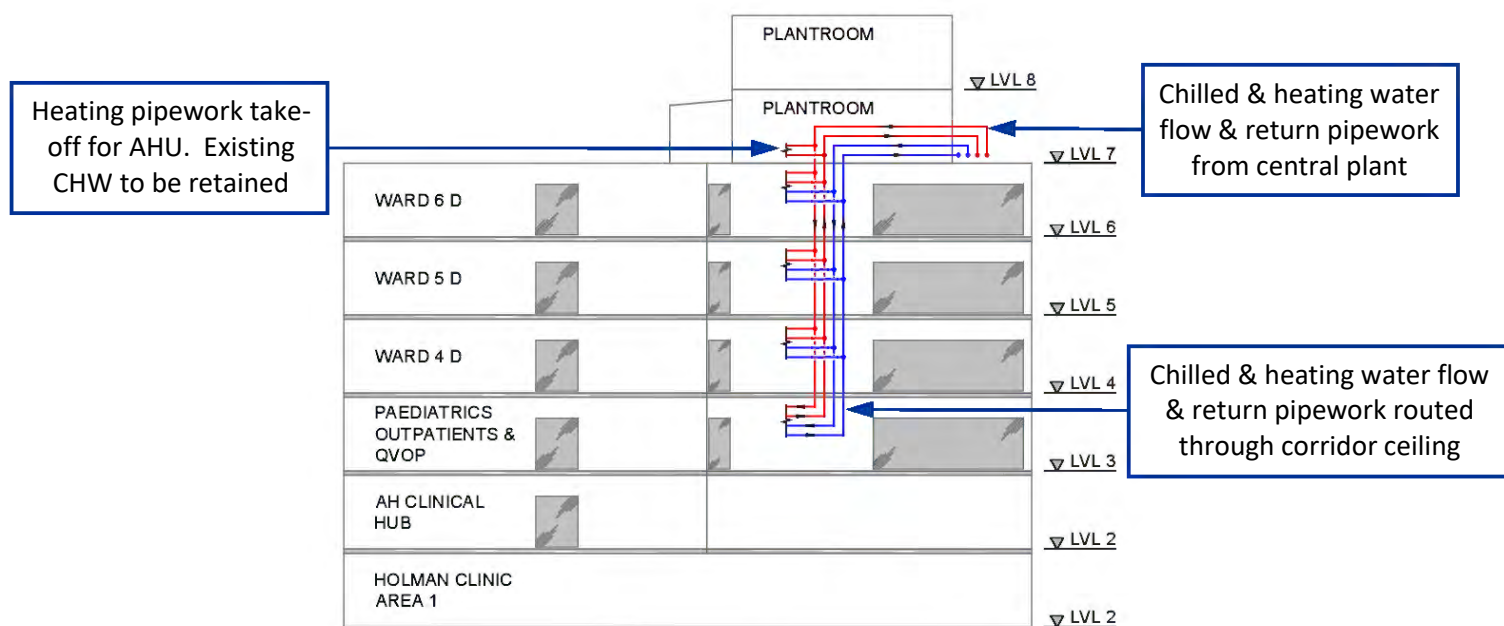 PLANTROOM
LVL 8
Heating pipework take-
off for AHU. Existing
CHW to be retained
PLANTROOM
Chilled & heating water
flow & return pipework
from central plant
LVL 7
WARD 6 D
LVL 6
WARD 5 D
LVL 5
WARD 4 D
LVL 4
Chilled & heating water flow
& return pipework routed
through corridor ceiling
PAEDIATRICS
OUTPATIENTS &
QVOP
LVL 3
AH CLINICAL
HUB
LVL 2
HOLMAN CLINIC
AREA 1
LVL 2